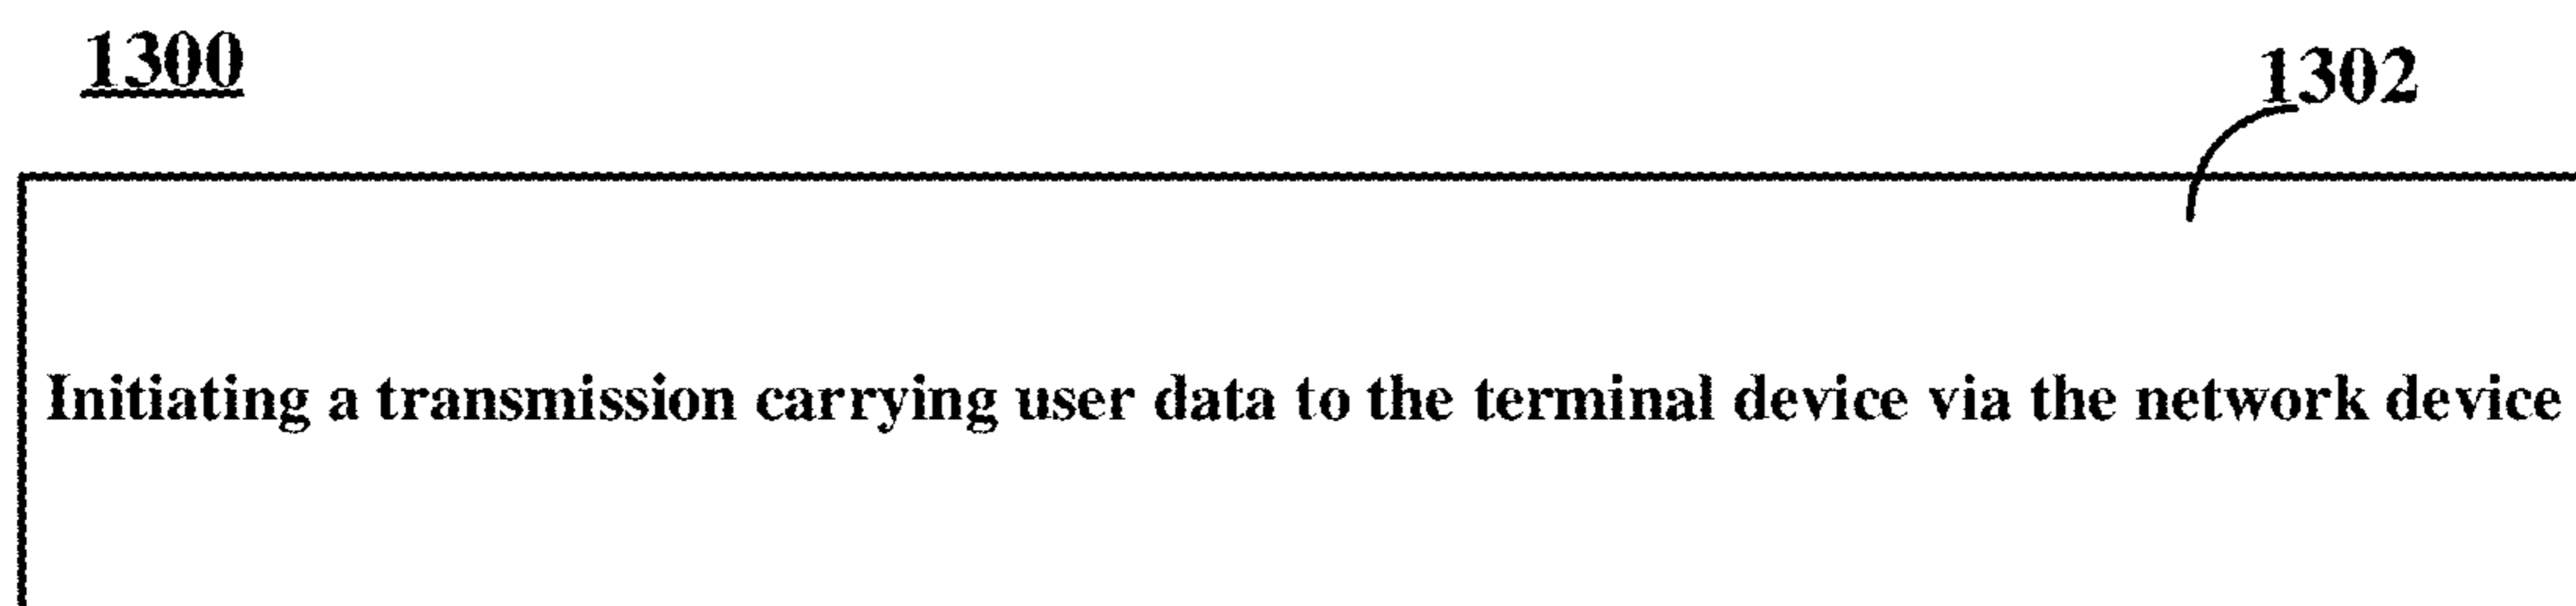 1300
1302
Initiating a transmission carrying user data to the terminal device via the network device